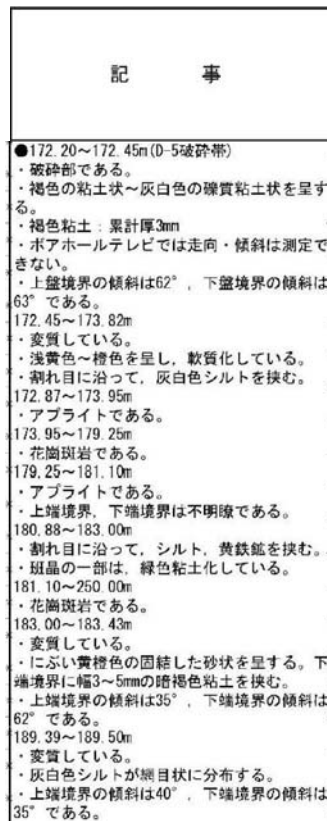 記　事
●172.20～172.45m(D-5破砕帯)
・破砕部である。
・褐色の粘土状～灰白色の礫質粘土状を呈す
る。
・褐色粘土：累計厚3mm
・ボアホールテレビでは走向・傾斜は測定で
きない。
・上盤境界の傾斜は62°，下盤境界の傾斜は
63°である。
172.45～173.82m
・変質している。
・浅黄色～橙色を呈し，軟質化している。
・割れ目に沿って，灰白色シルトを挟む。
172.87～173.95m
・アプライトである。
173.95～179.25m
・花崗斑岩である。
179.25～181.10m
・アプライトである。
・上端境界，下端境界は不明瞭である。
180.88～183.00m
・割れ目に沿って，シルト，黄鉄鉱を挟む。
・斑晶の一部は，緑色粘土化している。
181.10～250.00m
・花崗斑岩である。
183.00～183.43m
・変質している。
・にぶい黄橙色の固結した砂状を呈する。下
端境界に幅3～5mmの暗褐色粘土を挟む。
・上端境界の傾斜は35°，下端境界の傾斜は
62°である。
189.39～189.50m
・変質している。
・灰白色シルトが網目状に分布する。
・上端境界の傾斜は40°，下端境界の傾斜は
35°である。